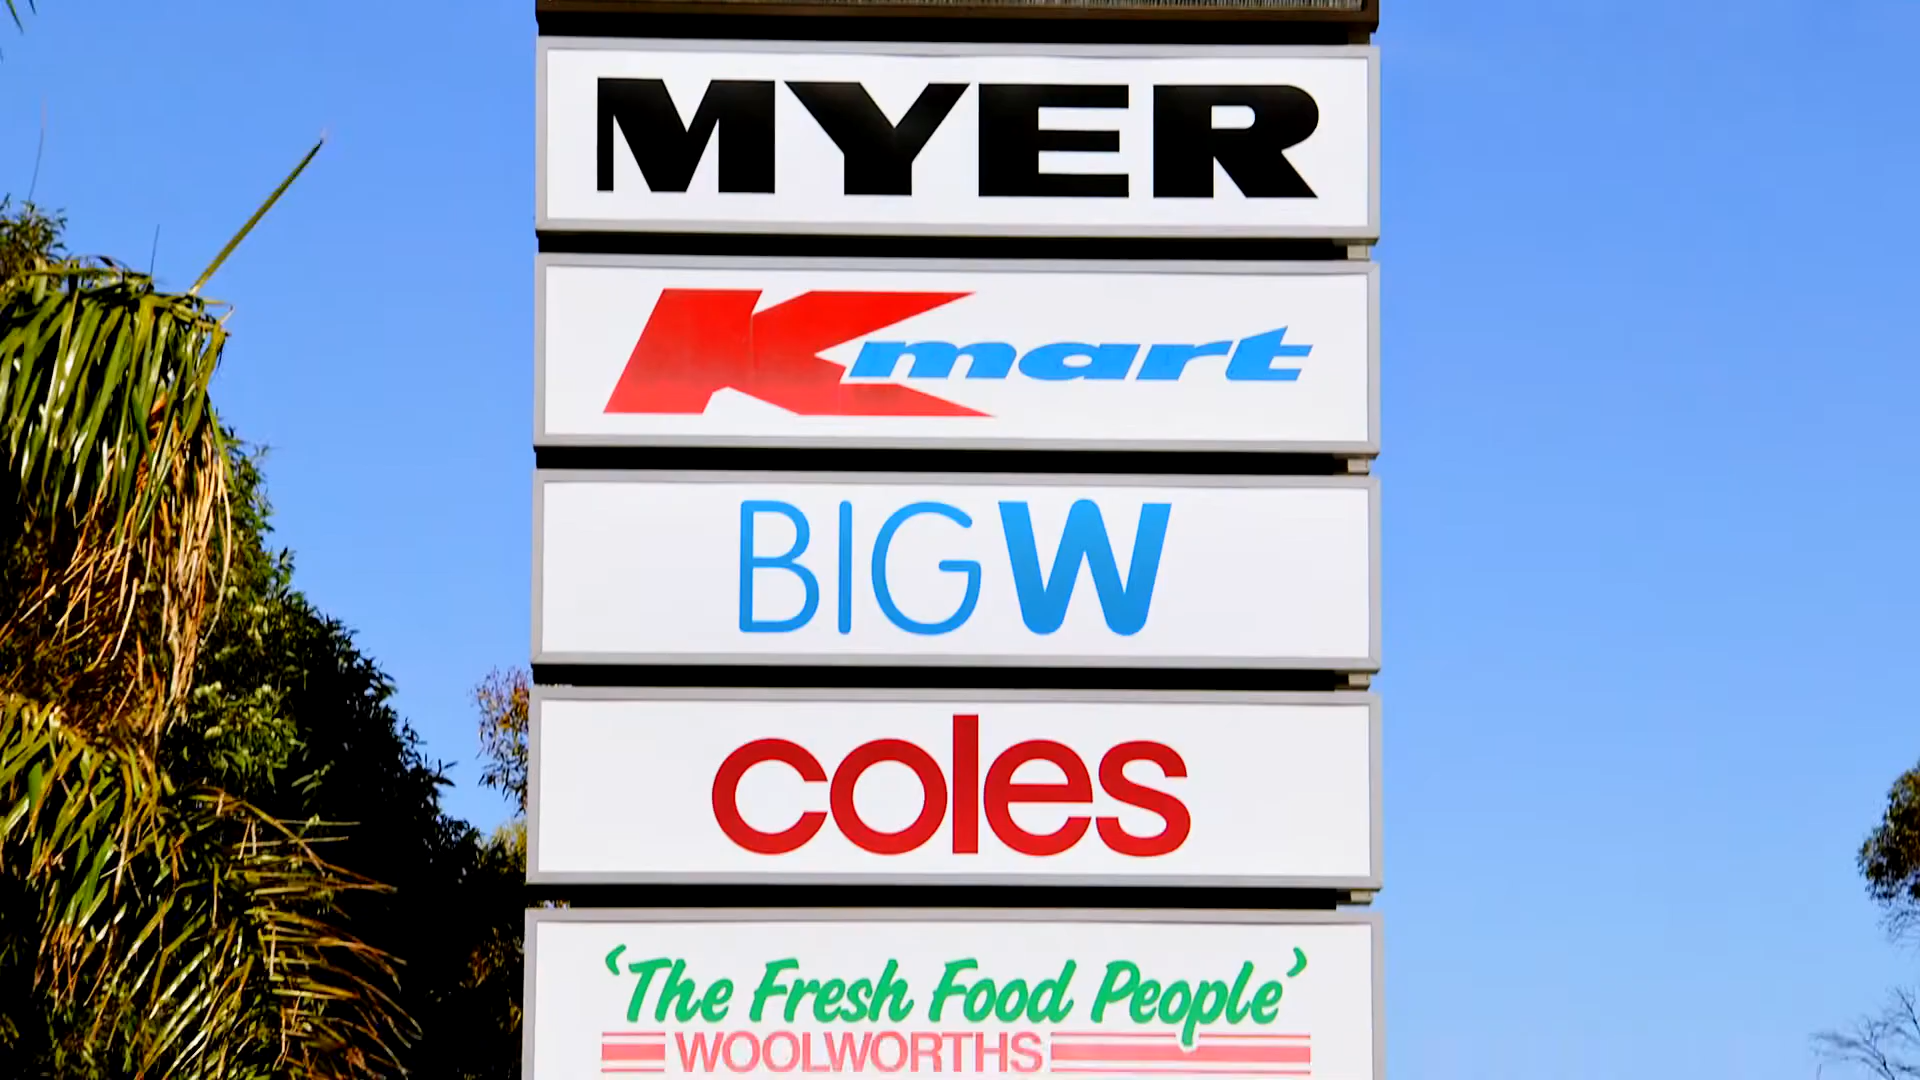 MYER
Kmart
BIGW
coles
‘The Fresh Food People’
WOOLWORTHS